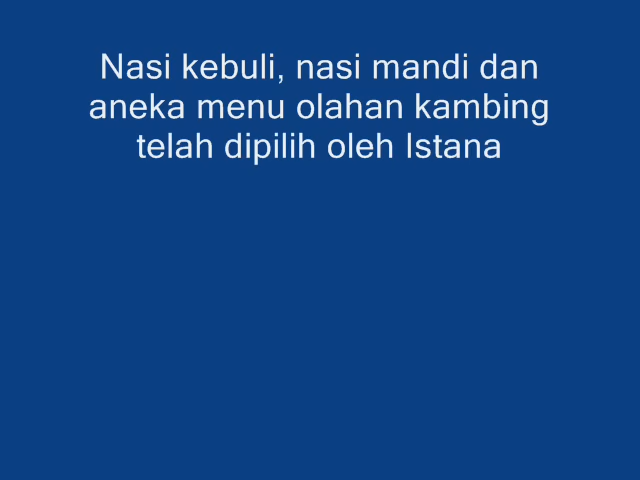 Nasi kebuli, nasi mandi dan
aneka menu olahan kambing
telah dipilih oleh Istana